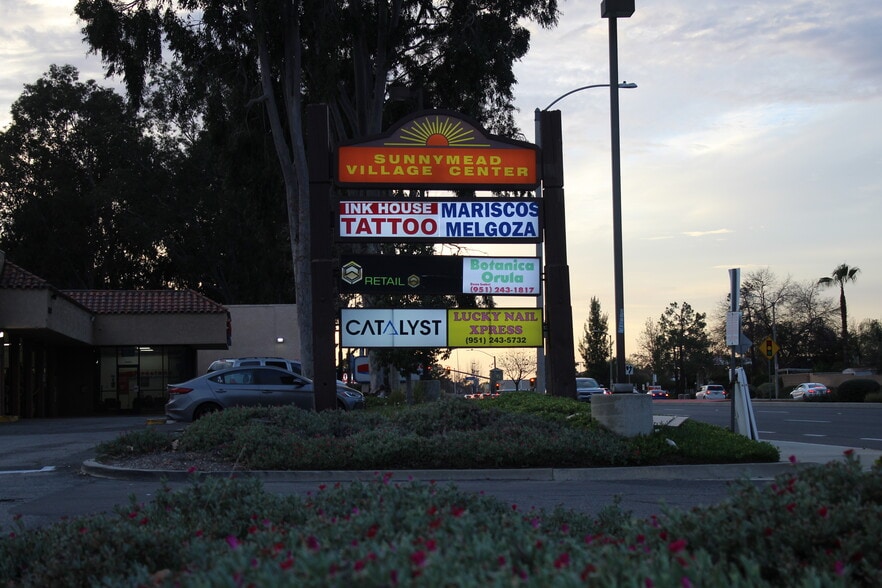 SUNNYMEAD
VILLAGE CENTER
INK HOUSE
TATTOO
MARISCOS
MELGOZA
RETAIL
Botanica
Orula
951-243-1817
CATALYST
LUCKY NAIL
XPRESS
(951) 243-5732